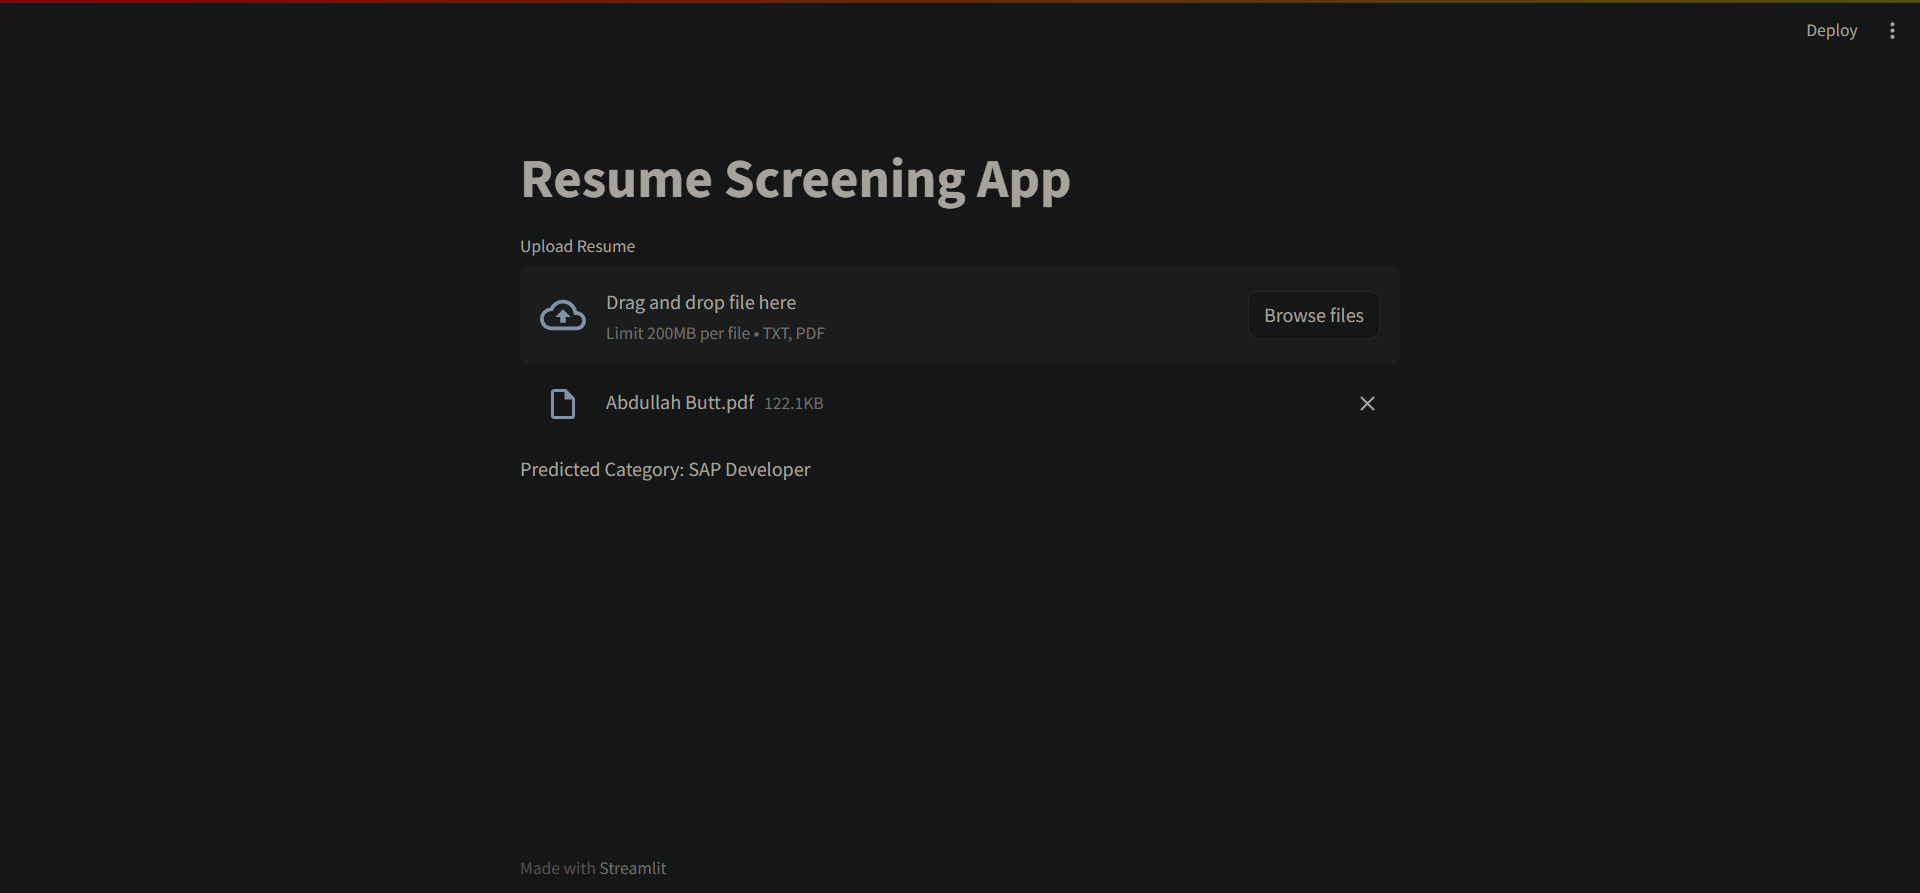 Deploy
Resume Screening App
Upload Resume
Drag and drop file here
Limit 200MB per file • TXT, PDF
Browse files
Abdullah Butt.pdf 122.1KB
Predicted Category: SAP Developer
Made with Streamlit